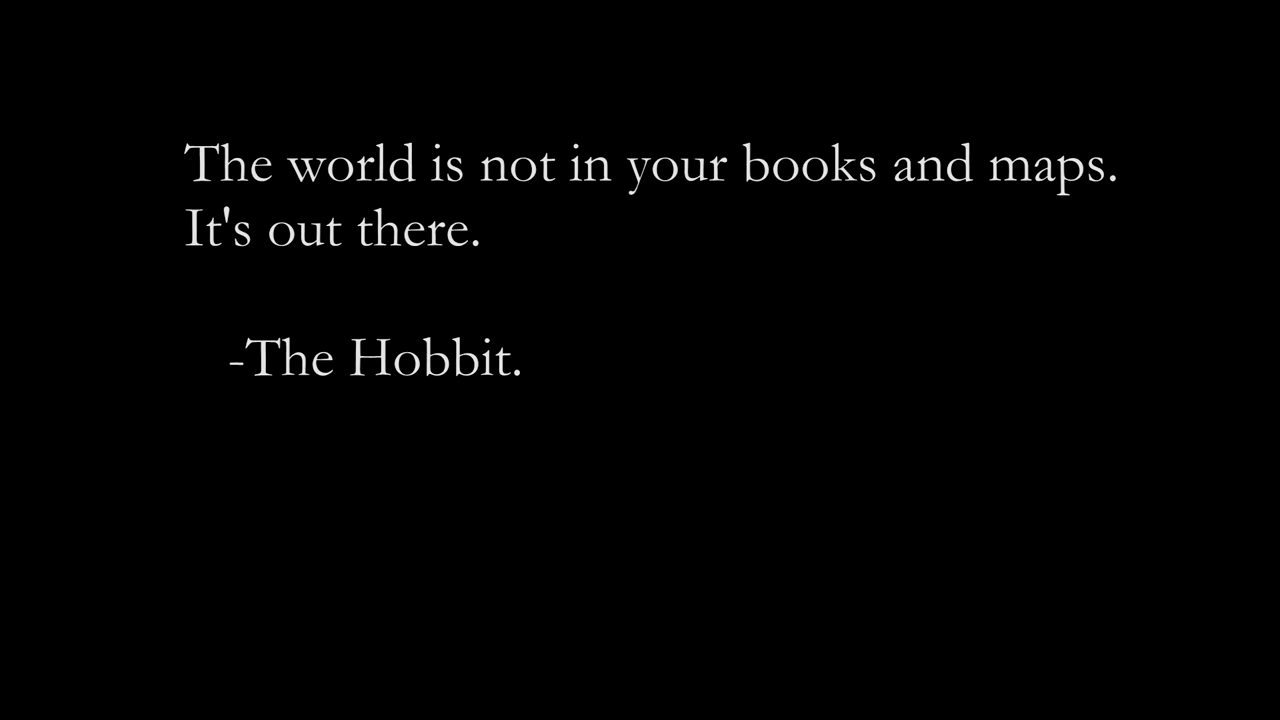 The world is not in your books and maps.
It's out there.
-The Hobbit.